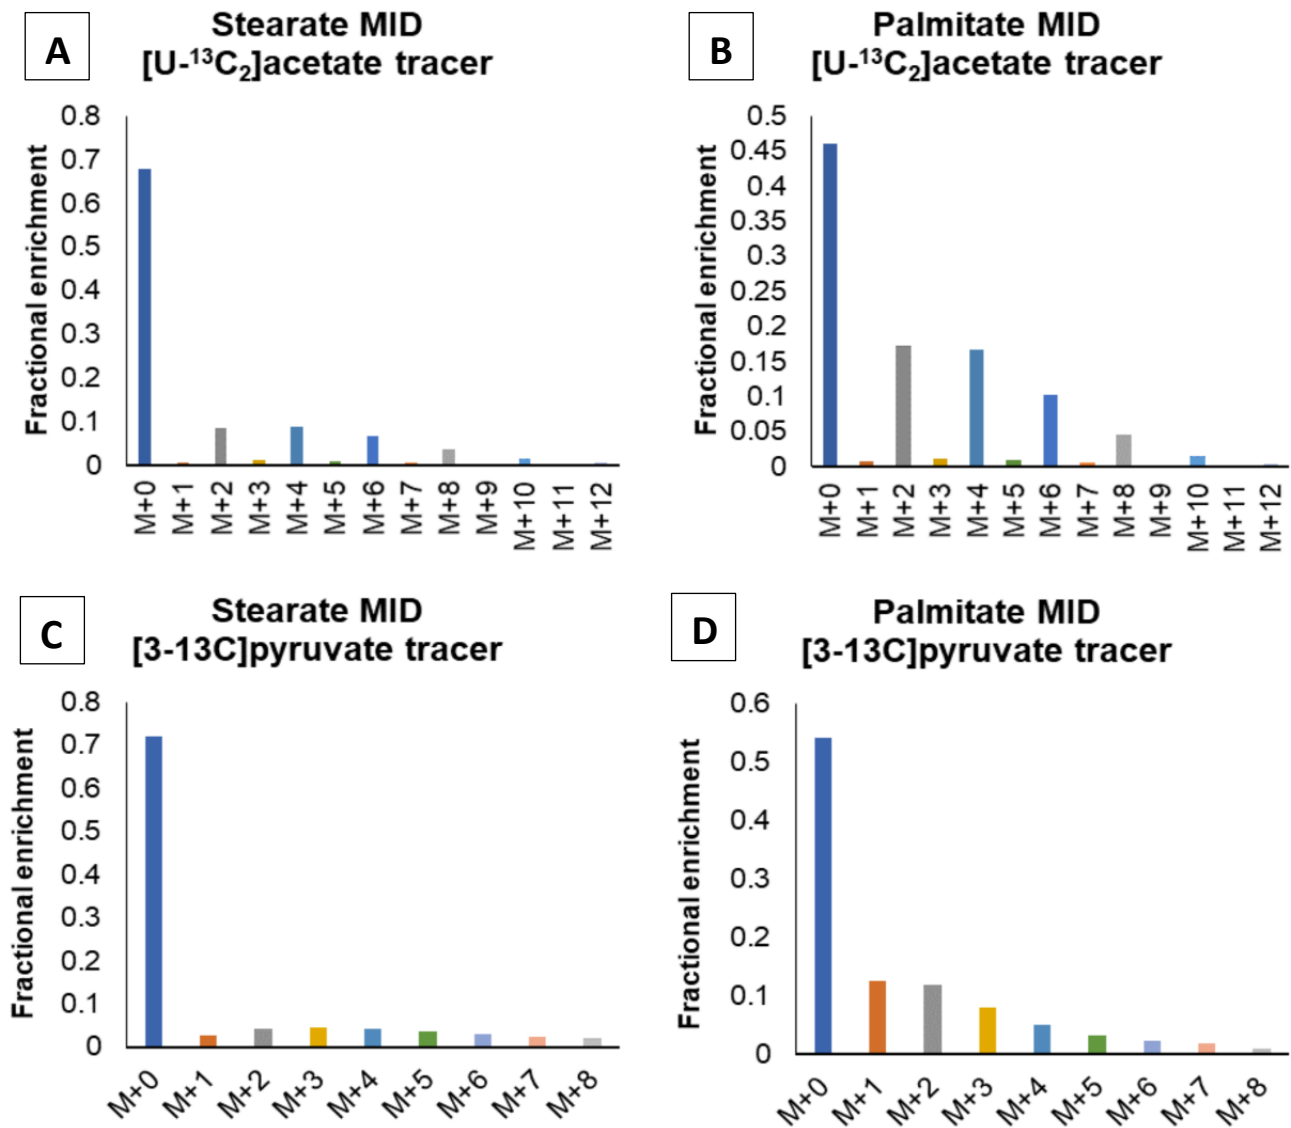 A
Stearate MID
[U-¹³C₂]acetate tracer
Fractional enrichment
0.8
0.7
0.6
0.5
0.4
0.3
0.2
0.1
0
M+0
M+1
M+2
M+3
M+4
M+5
M+6
M+7
M+8
M+9
M+10
M+11
M+12
B
Palmitate MID
[U-¹³C₂]acetate tracer
Fractional enrichment
0.5
0.45
0.4
0.35
0.3
0.25
0.2
0.15
0.1
0.05
0
M+0
M+1
M+2
M+3
M+4
M+5
M+6
M+7
M+8
M+9
M+10
M+11
M+12
C
Stearate MID
[3-13C]pyruvate tracer
Fractional enrichment
0.8
0.7
0.6
0.5
0.4
0.3
0.2
0.1
0
M+0
M+1
M+2
M+3
M+4
M+5
M+6
M+7
M+8
D
Palmitate MID
[3-13C]pyruvate tracer
Fractional enrichment
0.6
0.5
0.4
0.3
0.2
0.1
0
M+0
M+1
M+2
M+3
M+4
M+5
M+6
M+7
M+8